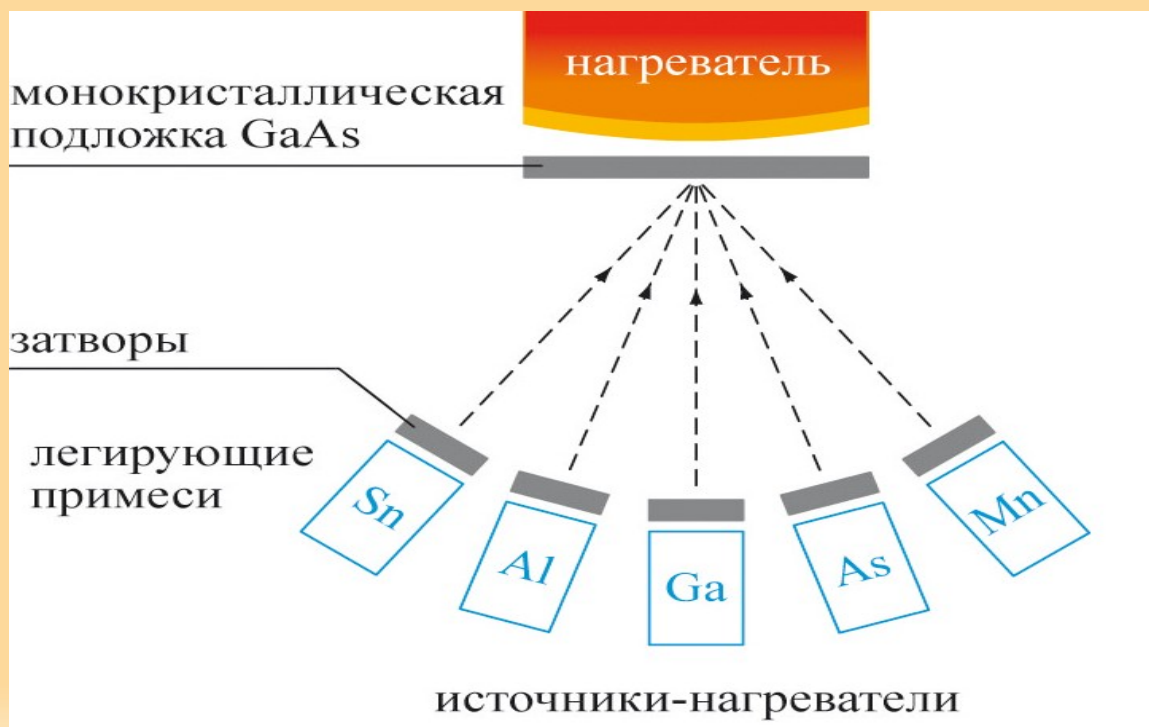 нагреватель
монокристаллическая
подложка GaAs
затворы
легирующие
примеси
Sn
Al
Ga
As
Mn
источники-нагреватели